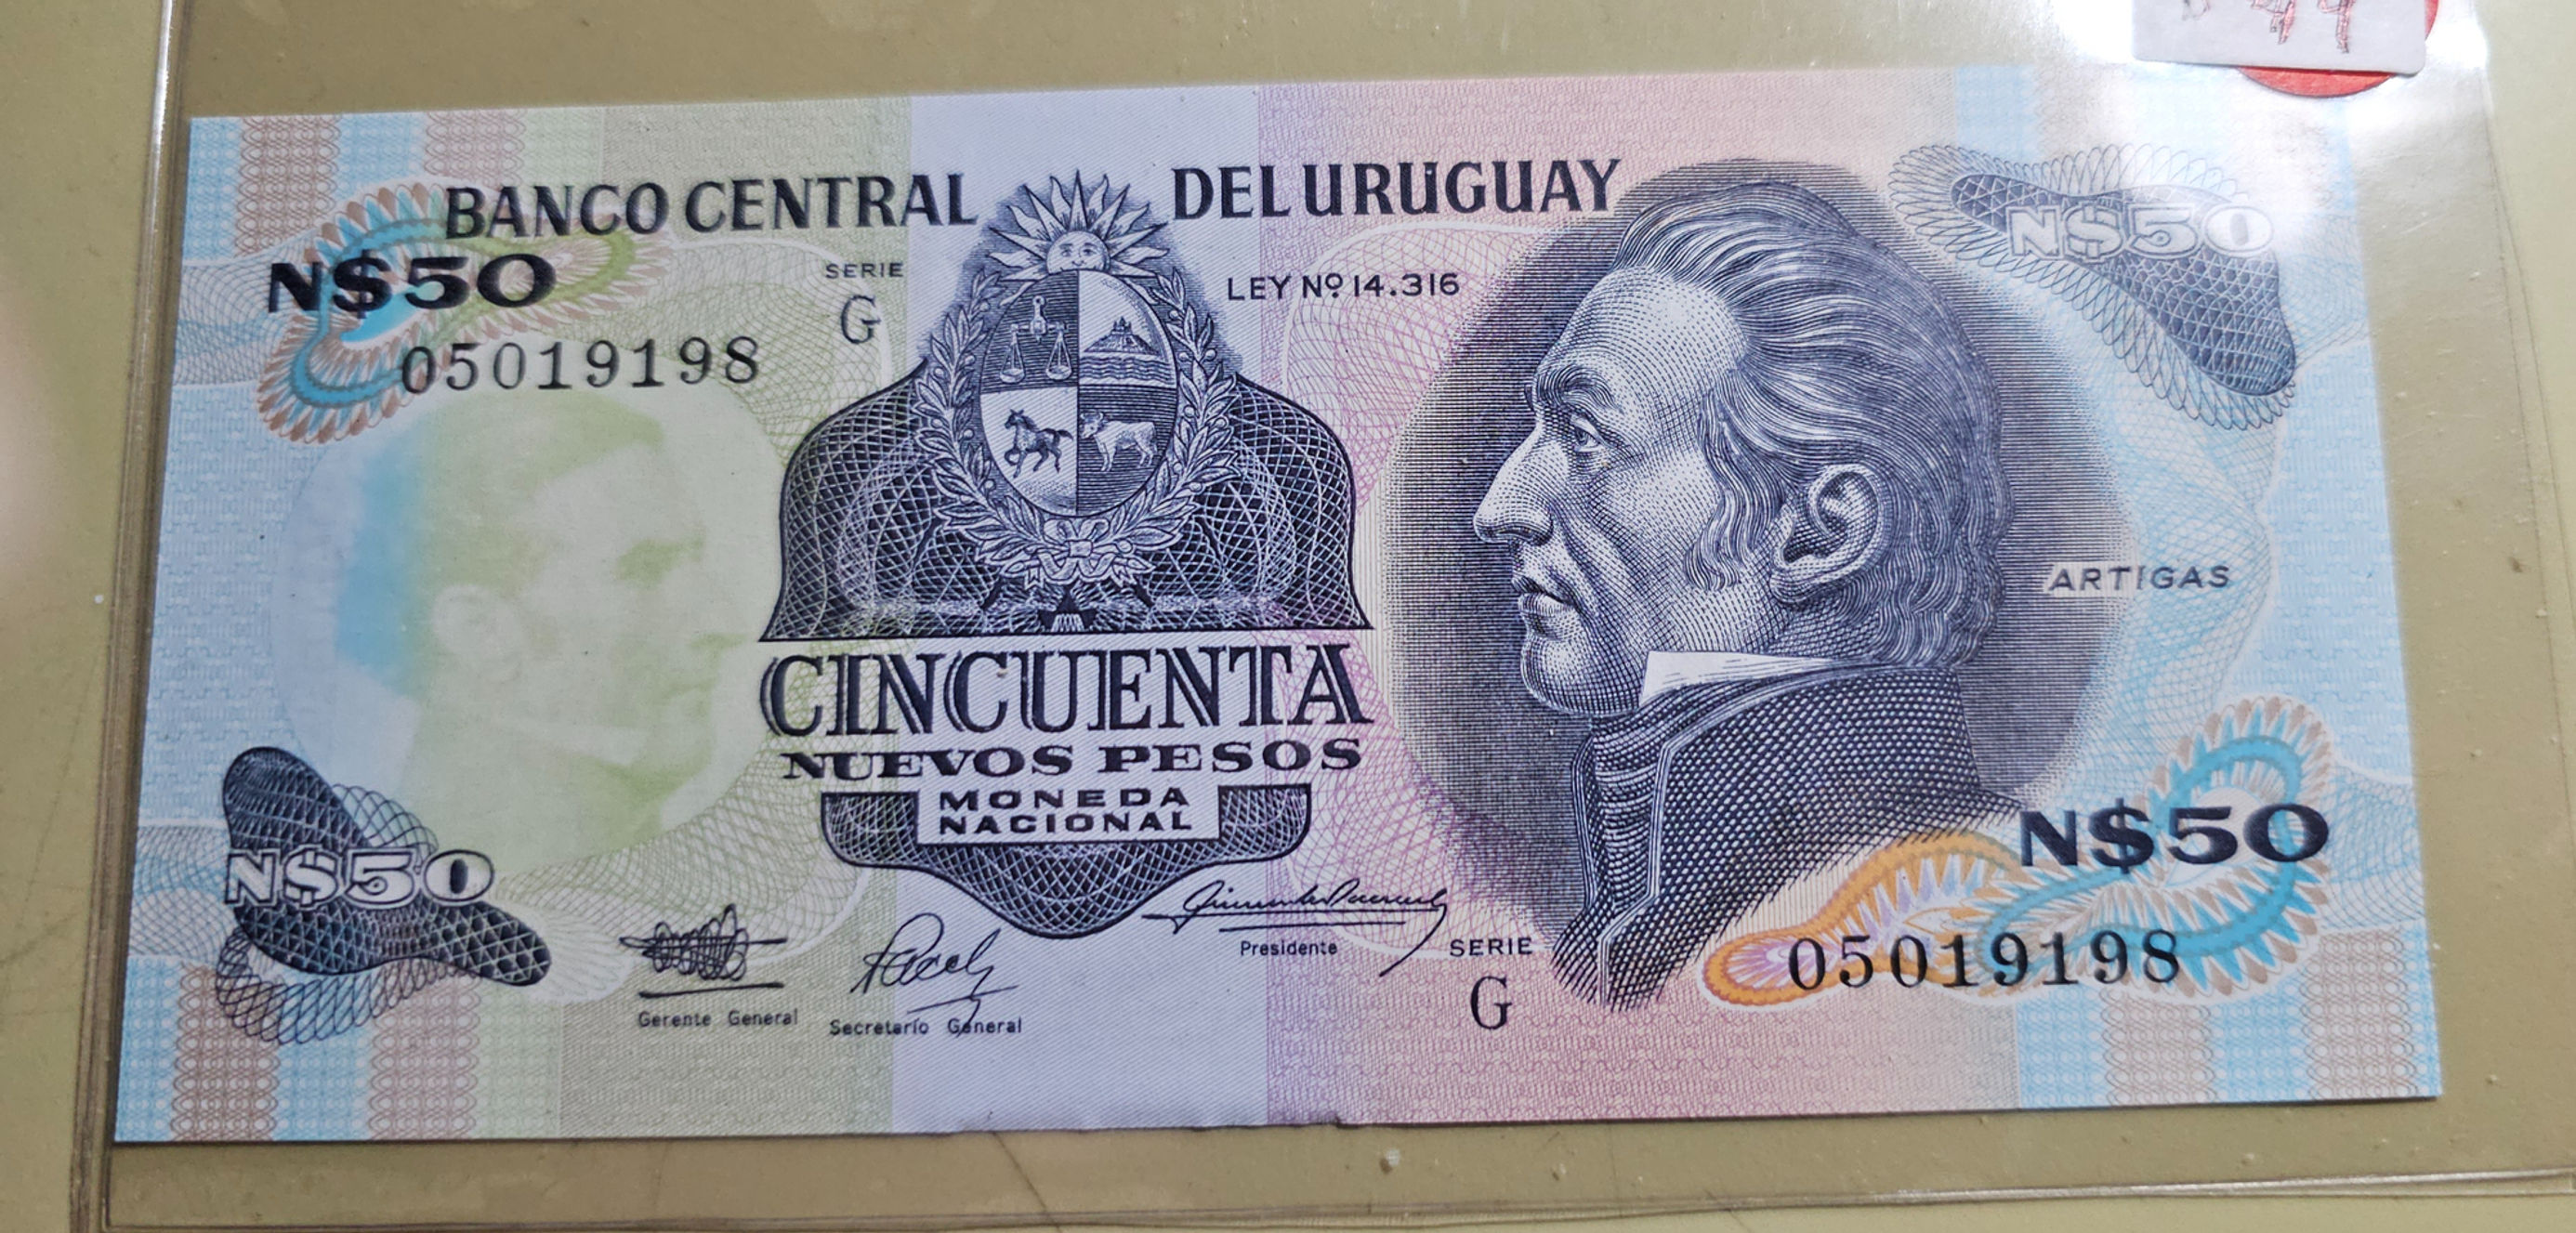 BANCO CENTRAL DEL URUGUAY
N$50
SERIE
G
LEY Nº 14.316
N$50
05019198
ARTIGAS
CINCUENTA
NUEVOS PESOS
MONEDA
NACIONAL
N$50
N$50
Gerente General
Secretario General
Presidente
SERIE
G
05019198